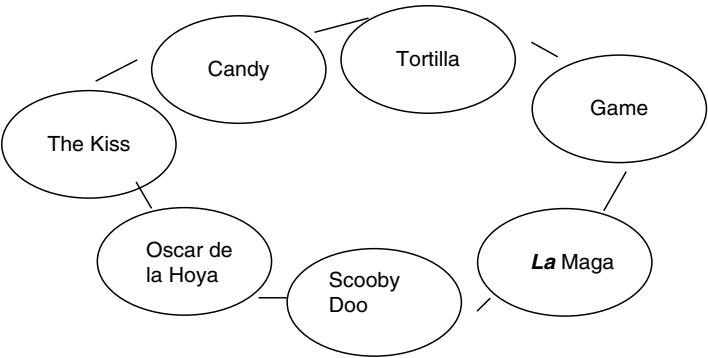 Candy
Tortilla
Game
The Kiss
Oscar de
la Hoya
Scooby
Doo
La Maga